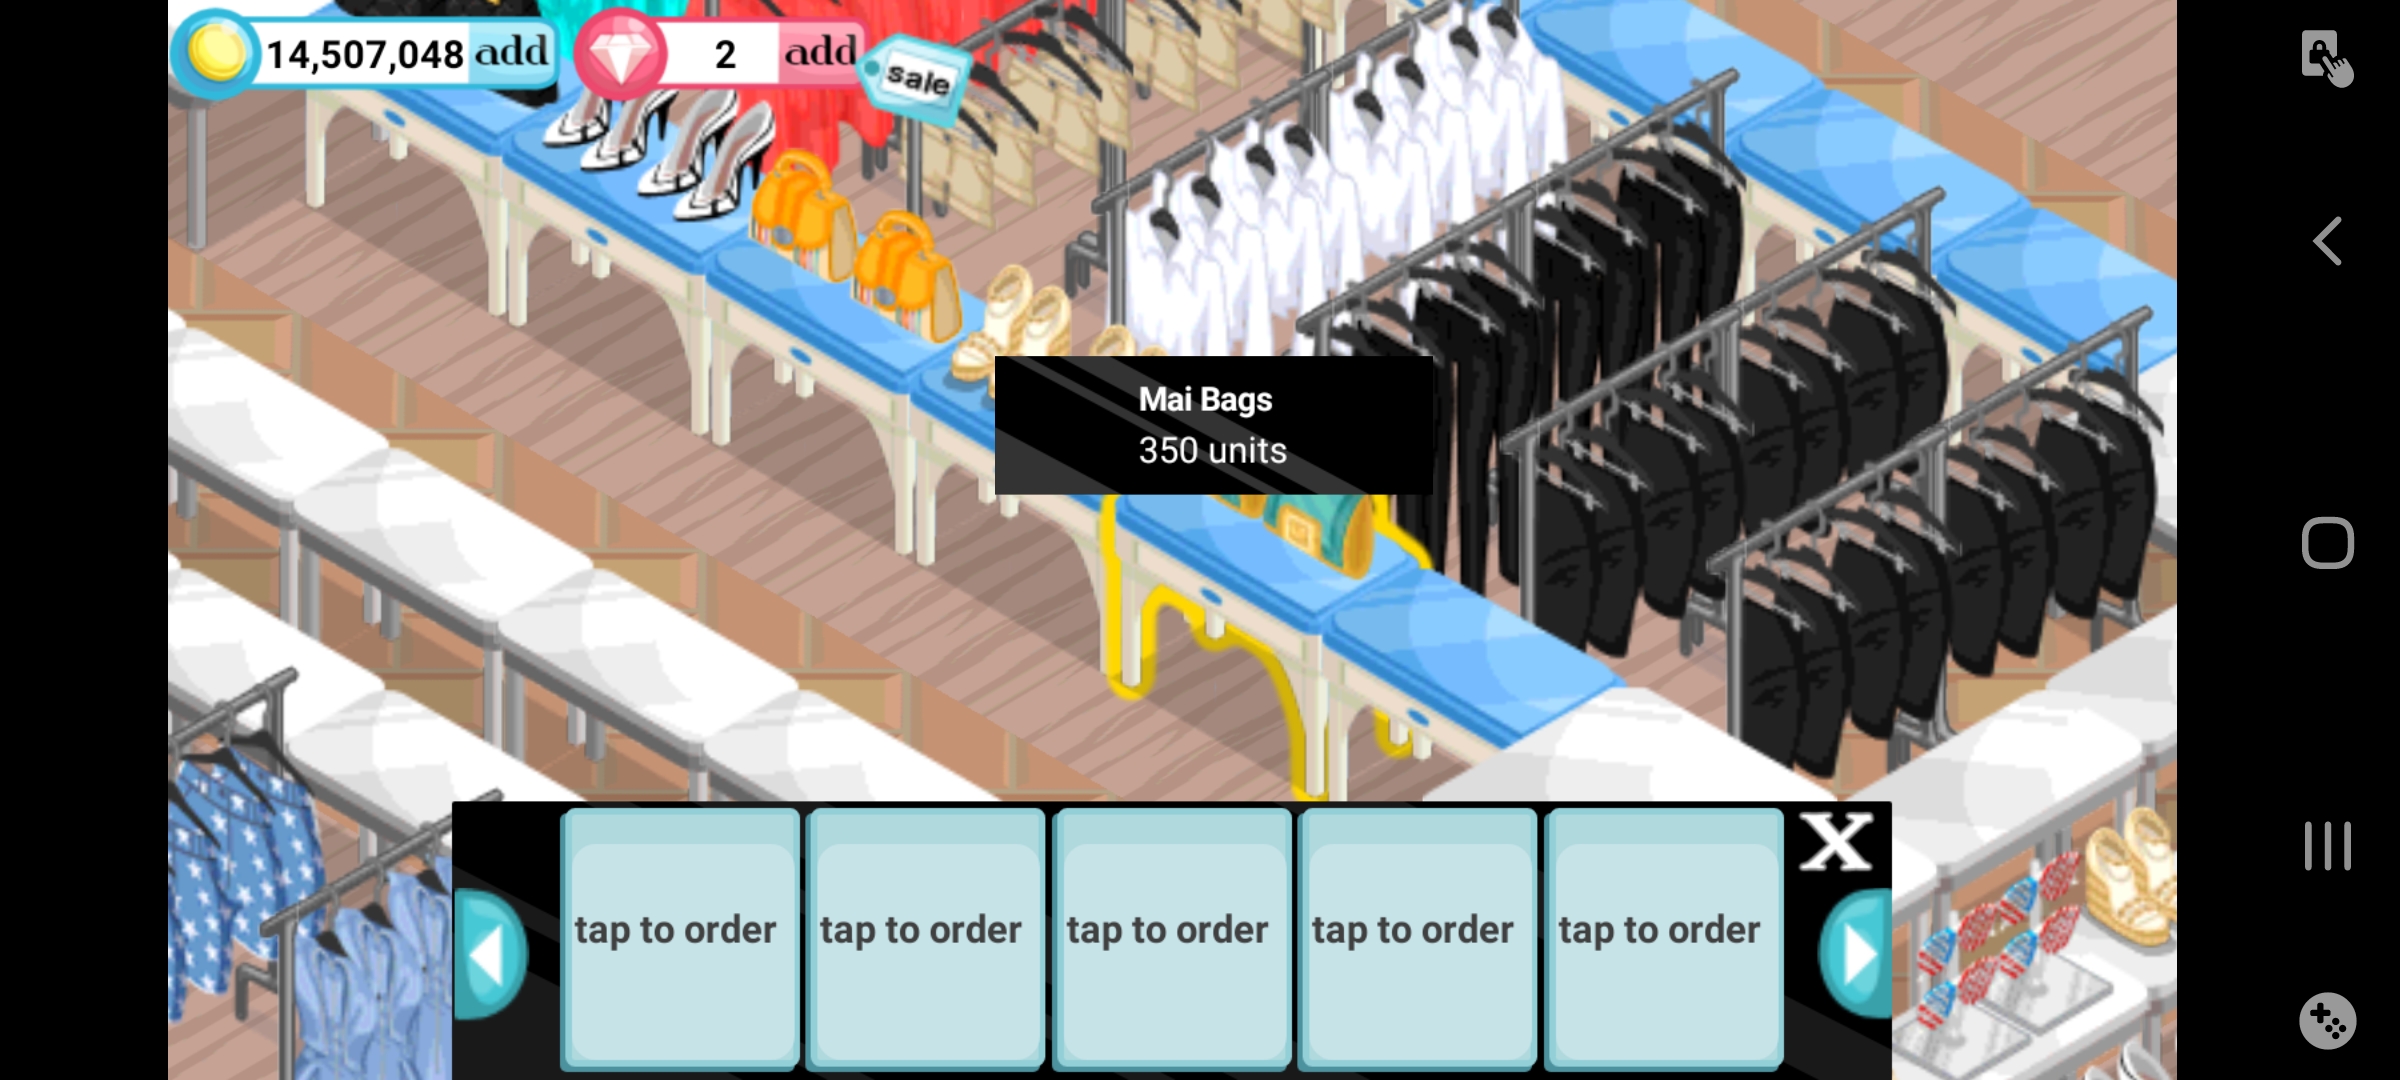 14,507,048 add
2 add
sale
Mai Bags
350 units
tap to order
tap to order
tap to order
tap to order
tap to order
X